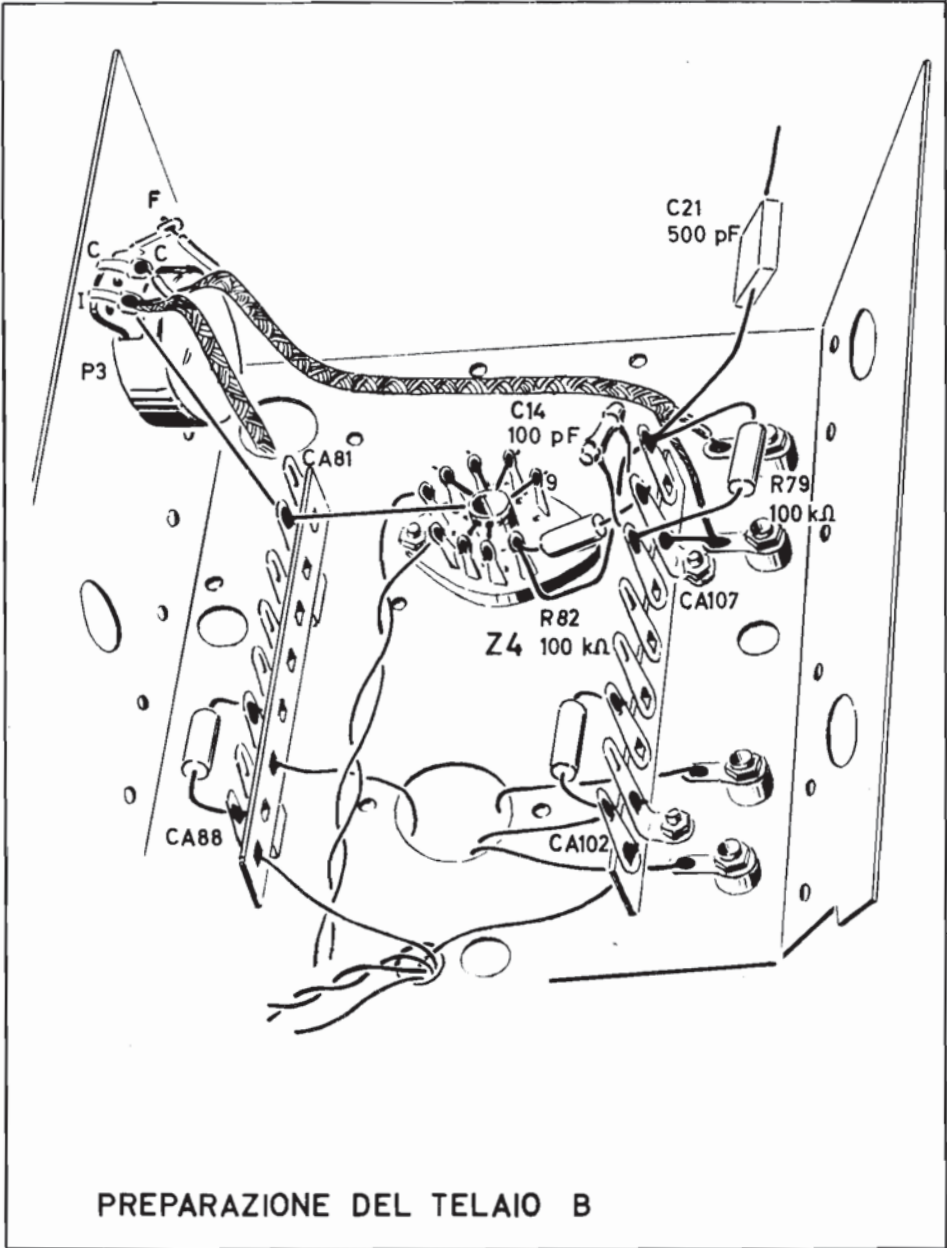 F
C21
500 pF
C
C
I
P3
C14
100 pF
CA81
9
R79
100 kΩ
CA107
R82
Z4 100 kΩ
CA88
CA102
PREPARAZIONE DEL TELAIO B